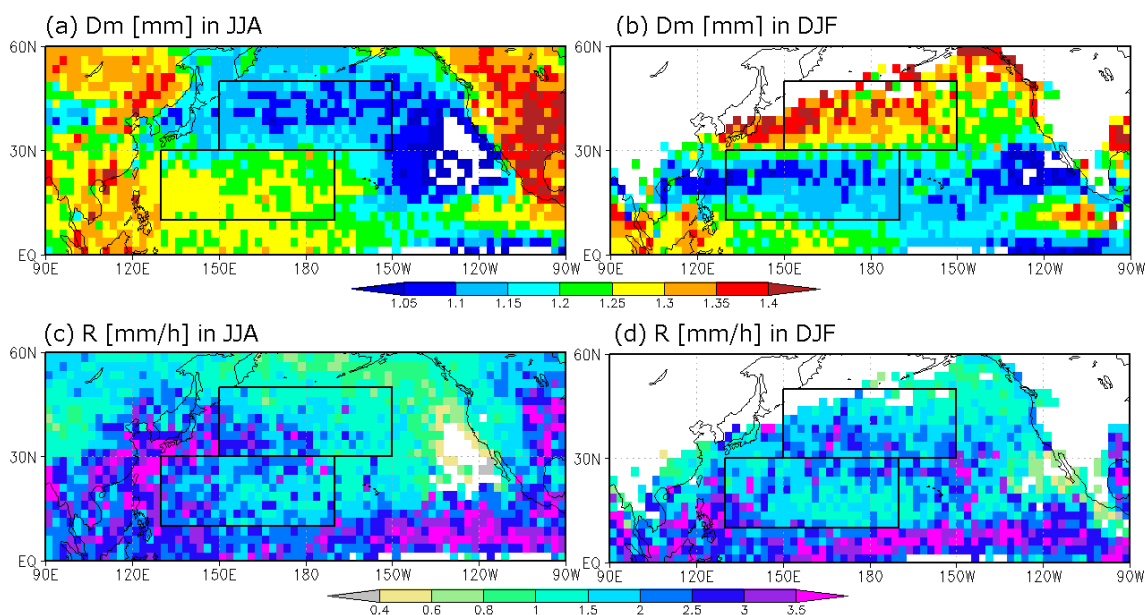 (a) Dm [mm] in JJA
(b) Dm [mm] in DJF
60N
30N
EQ
90E 120E 150E 180 150W 120W 90W
60N
30N
EQ
90E 120E 150E 180 150W 120W 90W
1.05 1.1 1.15 1.2 1.25 1.3 1.35 1.4
(c) R [mm/h] in JJA
(d) R [mm/h] in DJF
60N
30N
EQ
90E 120E 150E 180 150W 120W 90W
60N
30N
EQ
90E 120E 150E 180 150W 120W 90W
0.4 0.6 0.8 1 1.5 2 2.5 3 3.5